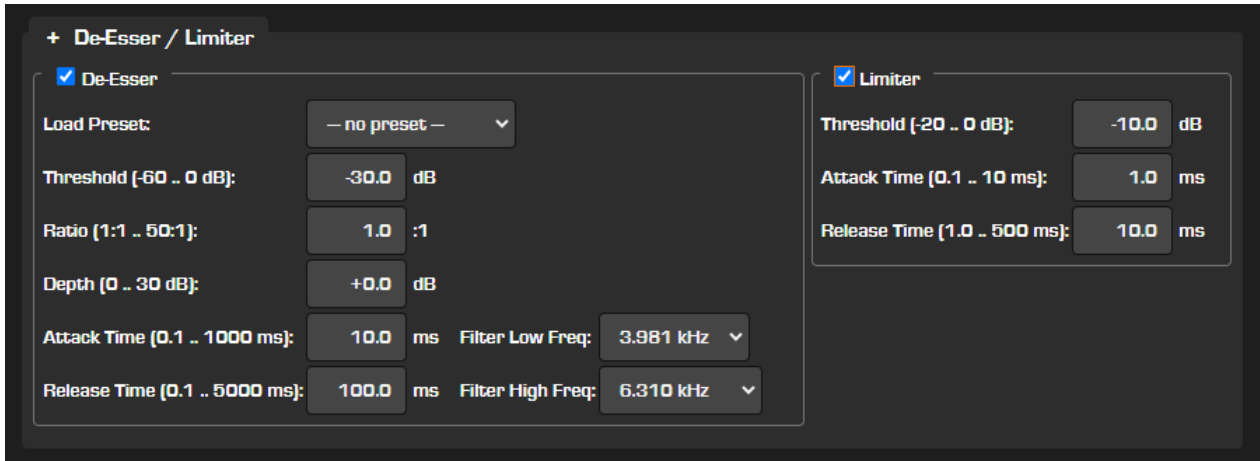 + De-Esser / Limiter
De-Esser
Load Preset: — no preset —
Threshold (-60 .. 0 dB): -30.0 dB
Ratio (1:1 .. 50:1): 1.0 :1
Depth (0 .. 30 dB): +0.0 dB
Attack Time (0.1 .. 1000 ms): 10.0 ms Filter Low Freq: 3.981 kHz
Release Time (0.1 .. 5000 ms): 100.0 ms Filter High Freq: 6.310 kHz
Limiter
Threshold (-20 .. 0 dB): -10.0 dB
Attack Time (0.1 .. 10 ms): 1.0 ms
Release Time (1.0 .. 500 ms): 10.0 ms